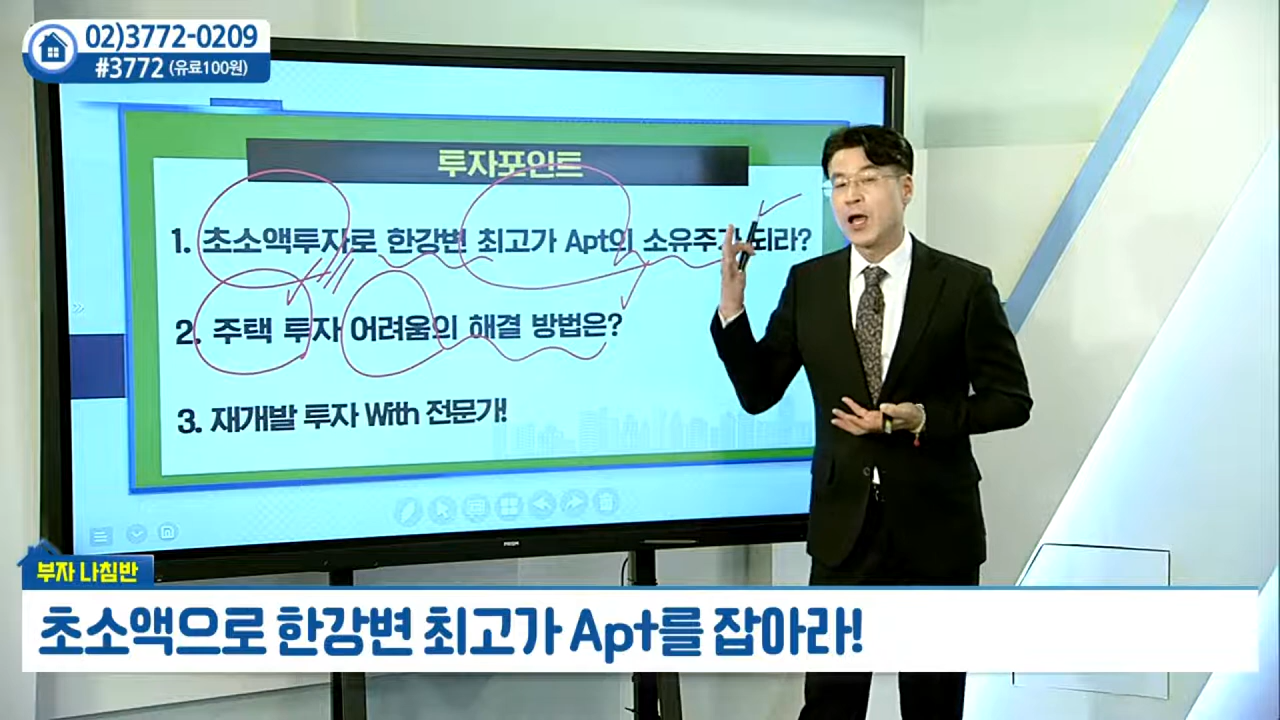 02)3772-0209
#3772 (유료100원)
투자포인트
1. 초소액투자로 한강변 최고가 Apt의 소유주가 되라?
2. 주택 투자 어려움의 해결 방법은?
3. 재개발 투자 With 전문가!
부자 나침반
초소액으로 한강변 최고가 Apt를 잡아라!